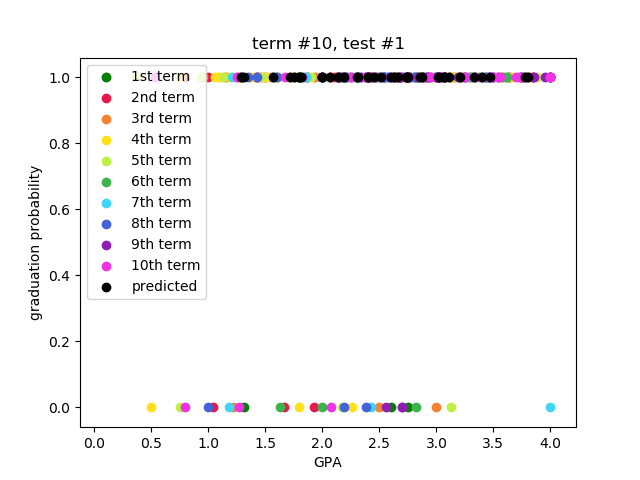 term #10, test #1
1.0
0.8
0.6
0.4
0.2
0.0
graduation probability
1st term
2nd term
3rd term
4th term
5th term
6th term
7th term
8th term
9th term
10th term
predicted
0.0 0.5 1.0 1.5 2.0 2.5 3.0 3.5 4.0
GPA